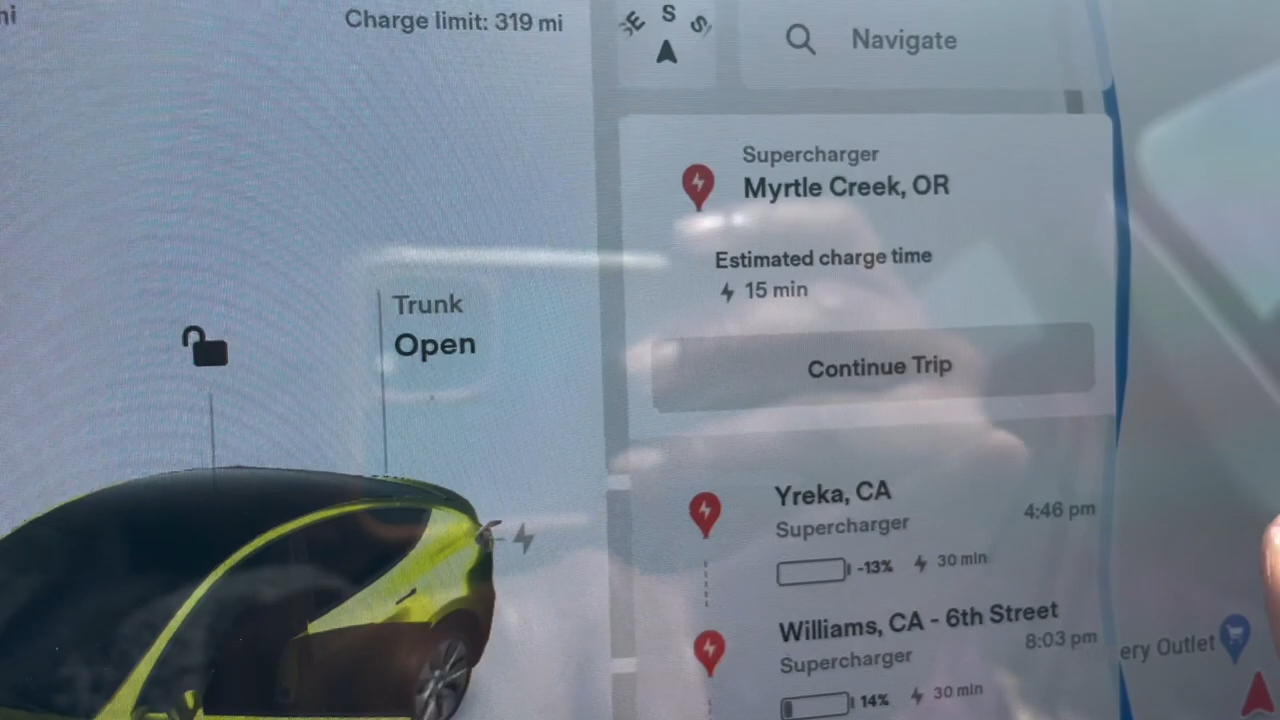 Charge limit: 319 mi
S
Navigate
Supercharger
Myrtle Creek, OR
Estimated charge time
15 min
Continue Trip
Trunk
Open
Yreka, CA
Supercharger
4:46 pm
-13%
30 min
Williams, CA - 6th Street
Supercharger
8:03 pm
14%
30 min
ery Outlet